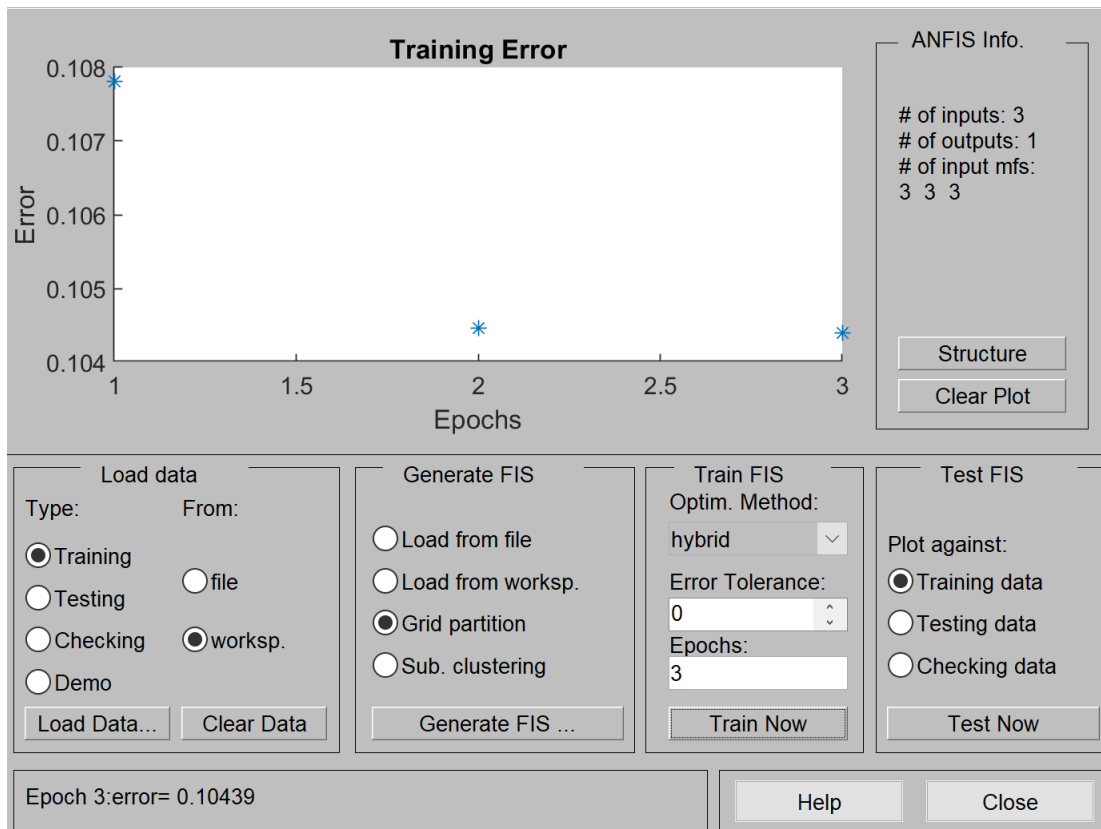 Training Error
0.108
0.107
0.106
0.105
0.104
Error
1
1.5
2
2.5
3
Epochs
ANFIS Info.
# of inputs: 3
# of outputs: 1
# of input mfs:
3 3 3
Structure
Clear Plot
Load data
Type:
From:
Training
Testing
Checking
Demo
file
worksp.
Load Data...
Clear Data
Generate FIS
Load from file
Load from worksp.
Grid partition
Sub. clustering
Generate FIS ...
Train FIS
Optim. Method:
hybrid
Error Tolerance:
0
Epochs:
3
Train Now
Test FIS
Plot against:
Training data
Testing data
Checking data
Test Now
Epoch 3:error= 0.10439
Help
Close